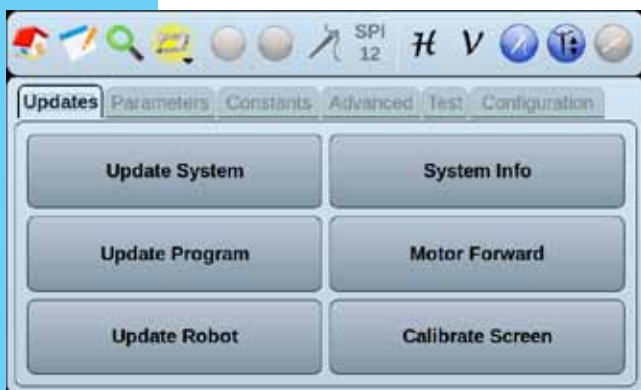 SPI
12
H V
Updates Parameters Constants Advanced Test Configuration
Update System System Info
Update Program Motor Forward
Update Robot Calibrate Screen